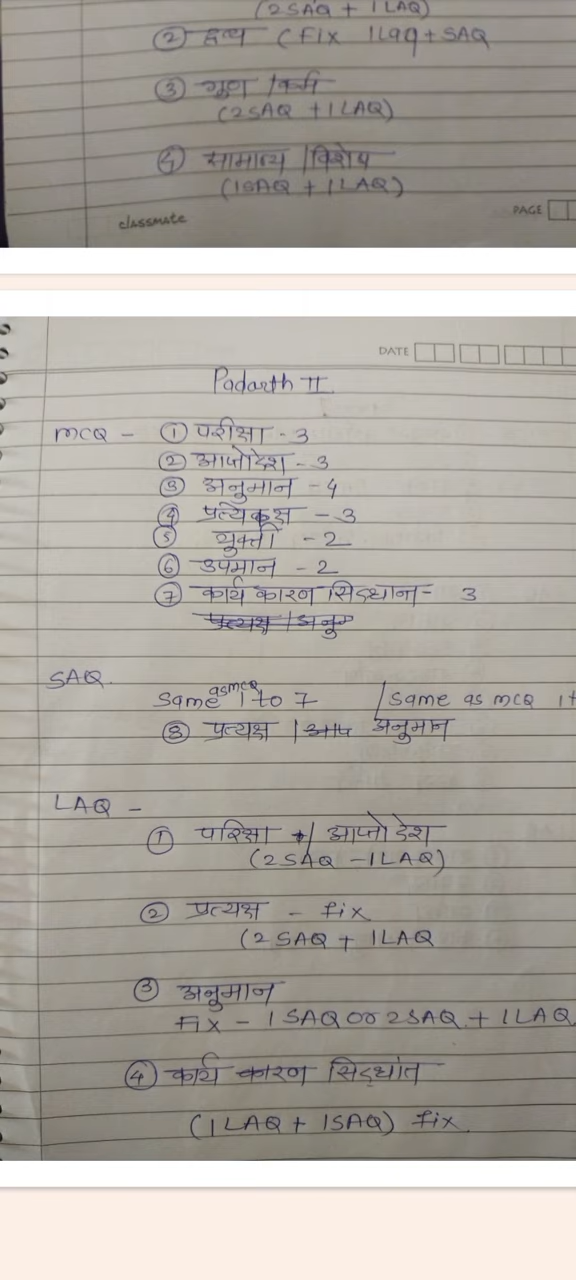 (2SAQ + 1LAQ)
② द्रव्य (Fix 1Laq + SAQ
③ गुण / कर्म
(2SAQ + 1LAQ)
④ सामान्य / विशेष
(1SAQ + 1LAQ)
classmate
PAGE
DATE
Padarth II
MCQ - ① परीक्षा - 3
② आप्तोदेश - 3
③ अनुमान - 4
④ प्रत्येकक्ष - 3
⑤ युक्ती - 2
⑥ उपमान - 2
⑦ कार्य कारण सिद्धान - 3
प्रत्यक्ष / अनु
SAQ.
Same as mcq 1 to 7 / Same as mcq 1t
⑧ प्रत्यक्ष / आप अनुमान
LAQ -
① परिक्षा / आप्तोदेश
(2SAQ - 1LAQ)
② प्रत्यक्ष - fix
(2SAQ + 1LAQ
③ अनुमान
Fix - 1SAQ or 2SAQ + 1LAQ
④ कार्य कारण सिद्धांत
(1LAQ + 1SAQ) fix.